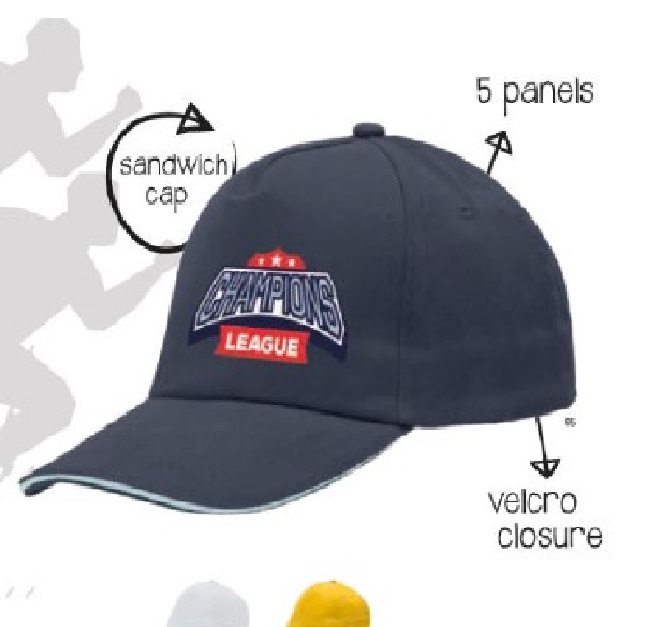 5 panels
sandwich
cap
CHAMPIONS
LEAGUE
velcro
closure